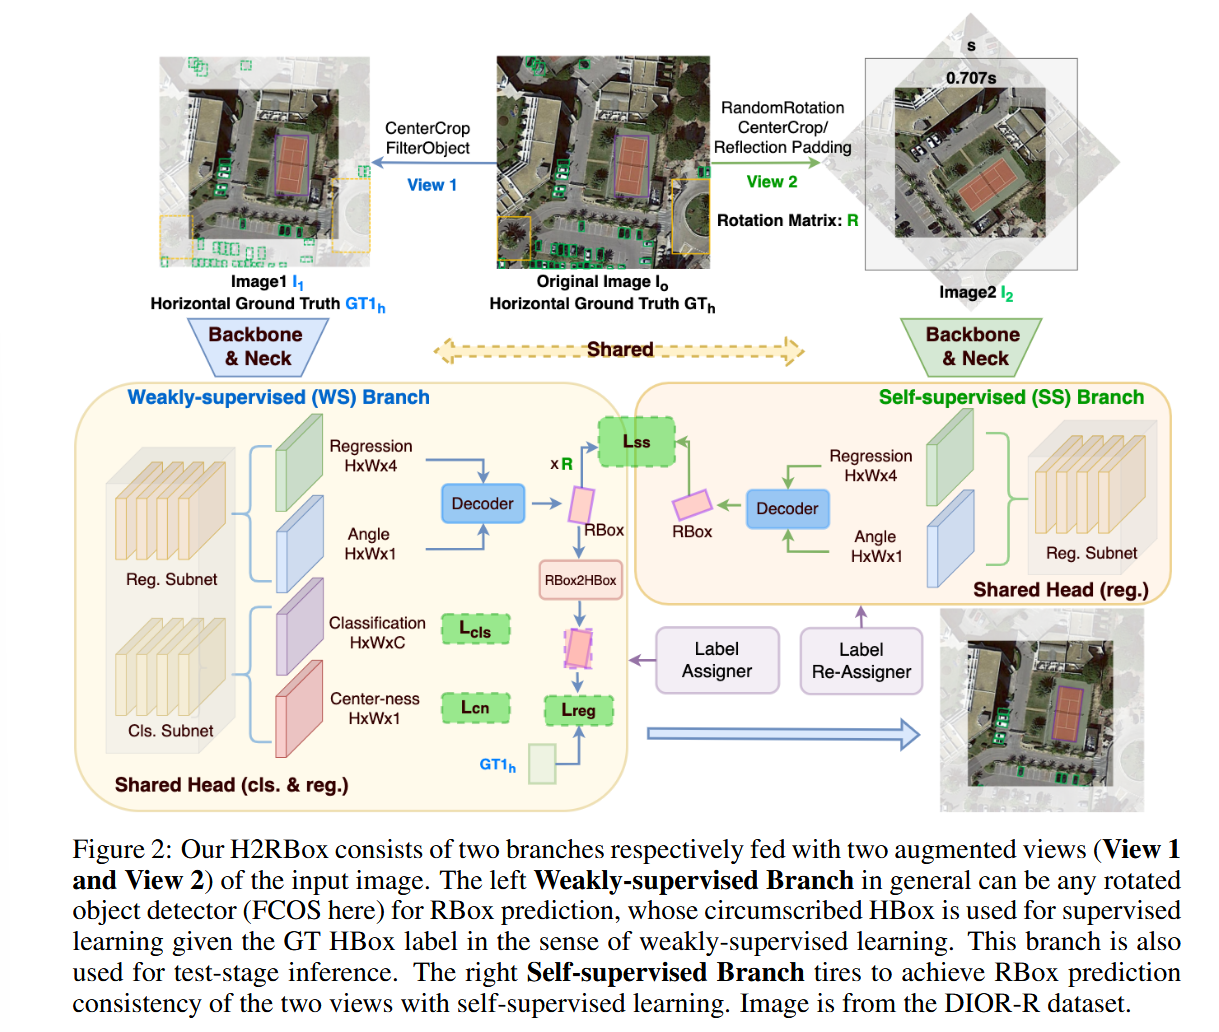 s
0.707s
CenterCrop
FilterObject
View 1
RandomRotation
CenterCrop/
Reflection Padding
View 2
Rotation Matrix: R
Image1 I1
Horizontal Ground Truth GT1h
Original Image Io
Horizontal Ground Truth GTh
Image2 I2
Backbone
& Neck
Shared
Backbone
& Neck
Weakly-supervised (WS) Branch
Reg. Subnet
Cls. Subnet
Regression
HxWx4
Angle
HxWx1
Classification
HxWxC
Center-ness
HxWx1
Decoder
x R
RBox
RBox2HBox
Lcls
Lcn
Lreg
GT1h
Shared Head (cls. & reg.)
Lss
Self-supervised (SS) Branch
RBox
Decoder
Regression
HxWx4
Angle
HxWx1
Reg. Subnet
Shared Head (reg.)
Label
Assigner
Label
Re-Assigner
Figure 2: Our H2RBox consists of two branches respectively fed with two augmented views (View 1
and View 2) of the input image. The left Weakly-supervised Branch in general can be any rotated
object detector (FCOS here) for RBox prediction, whose circumscribed HBox is used for supervised
learning given the GT HBox label in the sense of weakly-supervised learning. This branch is also
used for test-stage inference. The right Self-supervised Branch tires to achieve RBox prediction
consistency of the two views with self-supervised learning. Image is from the DIOR-R dataset.